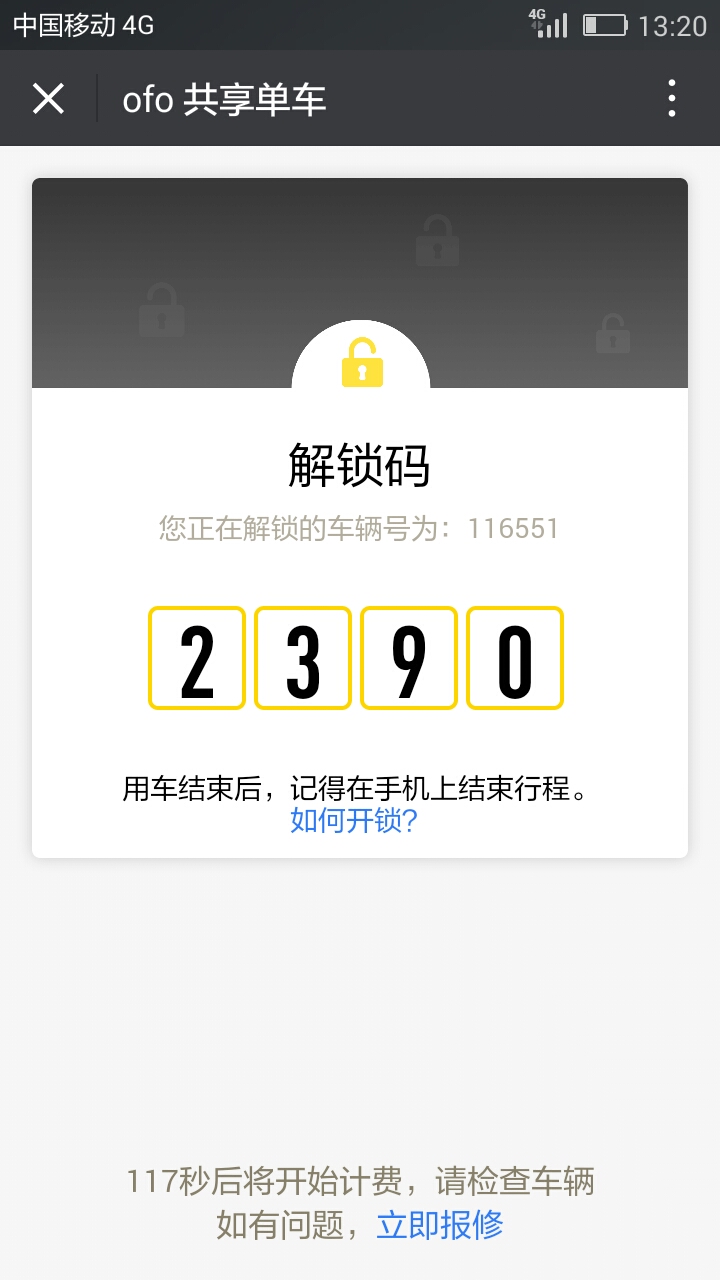 中国移动 4G
4G
13:20
ofo 共享单车
解锁码
您正在解锁的车辆号为：116551
2 3 9 0
用车结束后，记得在手机上结束行程。
如何开锁?
117秒后将开始计费，请检查车辆
如有问题，立即报修